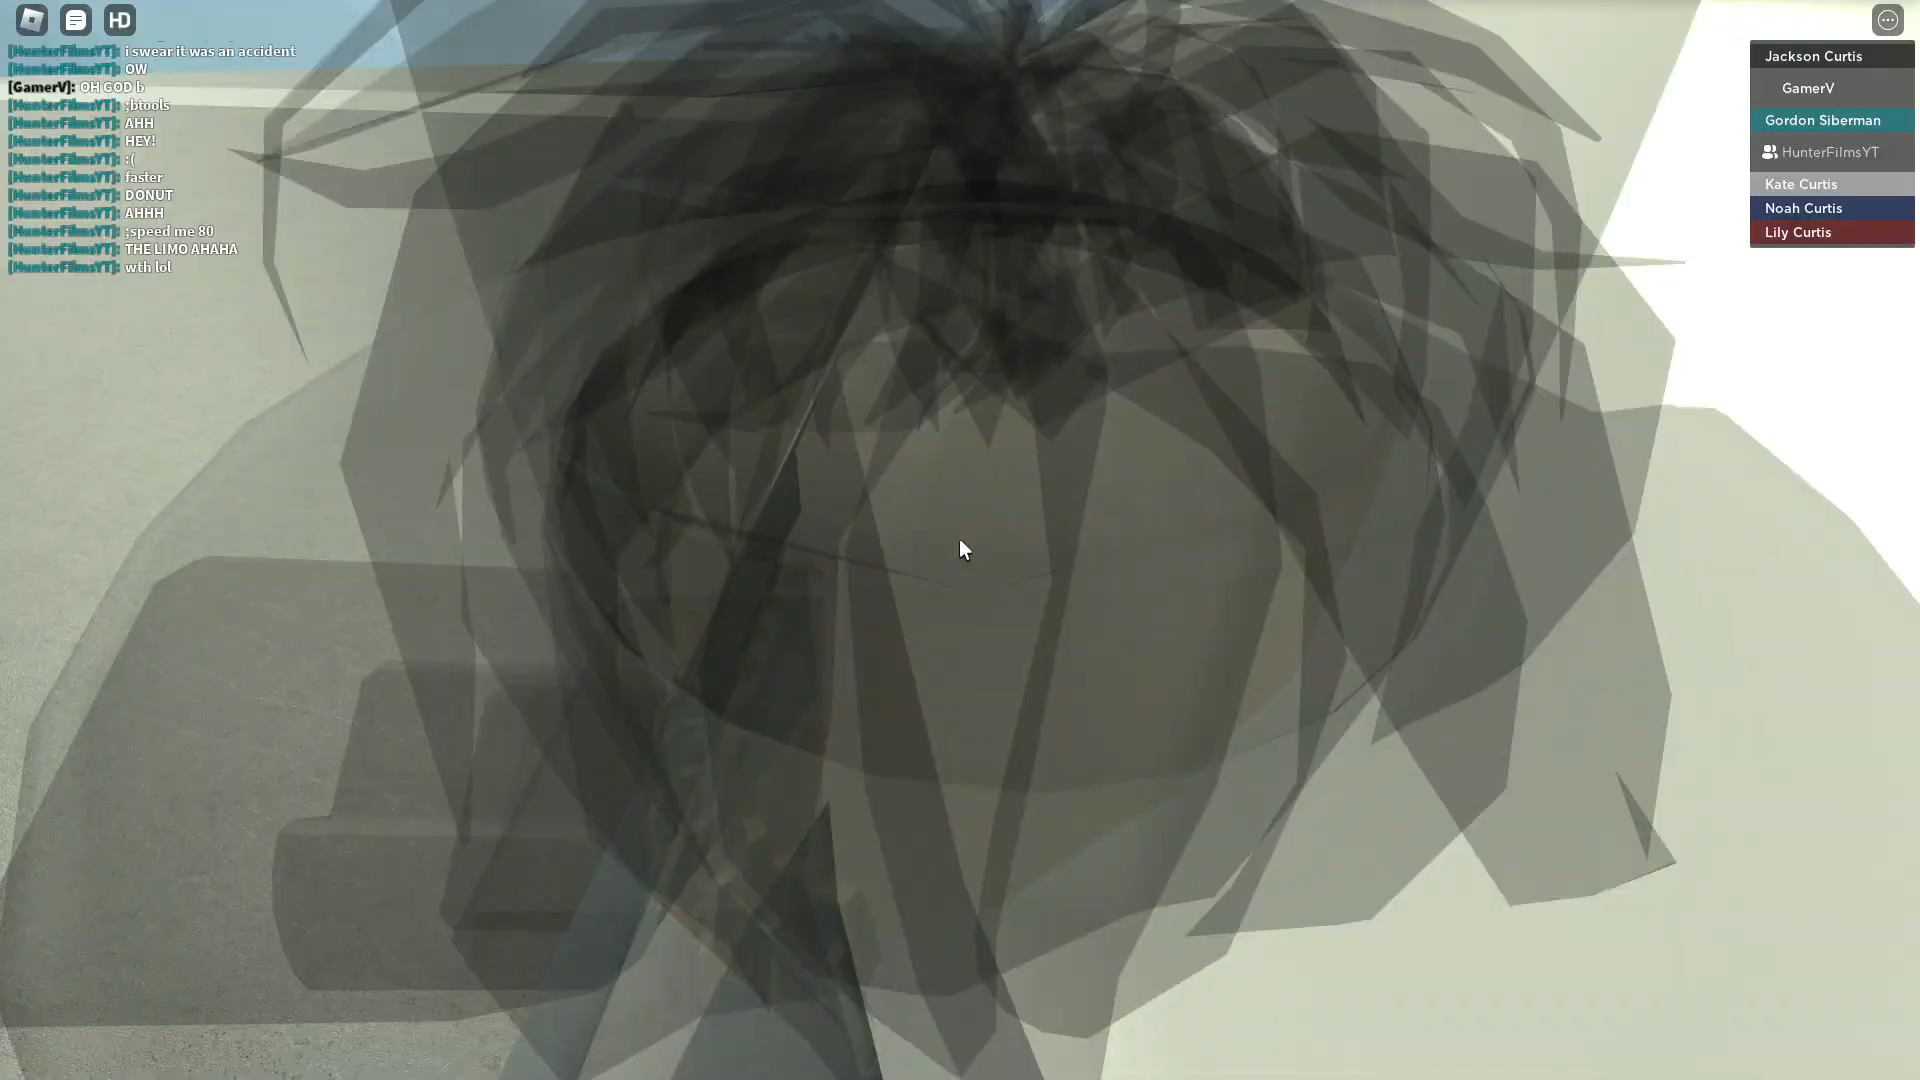 HD
[HunterFilmsYT]: i swear it was an accident
[HunterFilmsYT]: OW
[GamerV]: OH GOD b
[HunterFilmsYT]: ;btools
[HunterFilmsYT]: AHH
[HunterFilmsYT]: HEY!
[HunterFilmsYT]: :(
[HunterFilmsYT]: faster
[HunterFilmsYT]: DONUT
[HunterFilmsYT]: AHHH
[HunterFilmsYT]: ;speed me 80
[HunterFilmsYT]: THE LIMO AHAHA
[HunterFilmsYT]: wth lol
Jackson Curtis
GamerV
Gordon Siberman
HunterFilmsYT
Kate Curtis
Noah Curtis
Lily Curtis